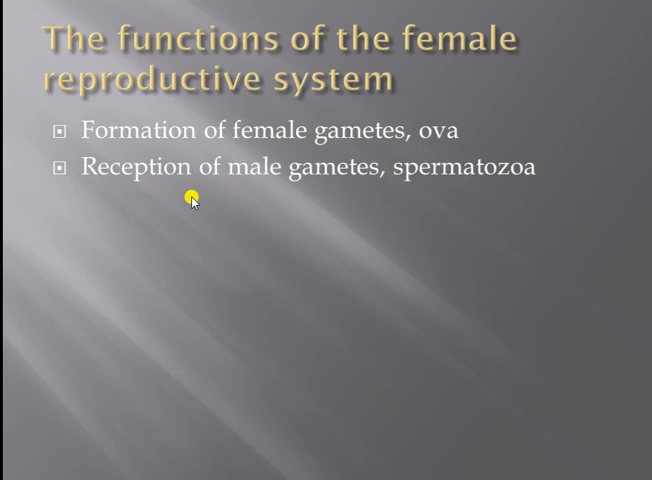 The functions of the female
reproductive system
Formation of female gametes, ova
Reception of male gametes, spermatozoa